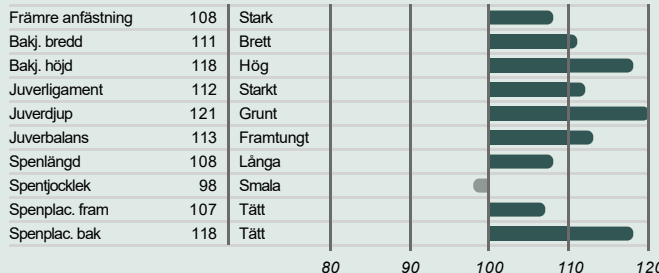 Främre anfästning 108 Stark
Bakj. bredd 111 Brett
Bakj. höjd 118 Hög
Juverligament 112 Starkt
Juverdjup 121 Grunt
Juverbalans 113 Framtungt
Spenlängd 108 Långa
Spentjocklek 98 Smala
Spenplac. fram 107 Tätt
Spenplac. bak 118 Tätt
80 90 100 110 120